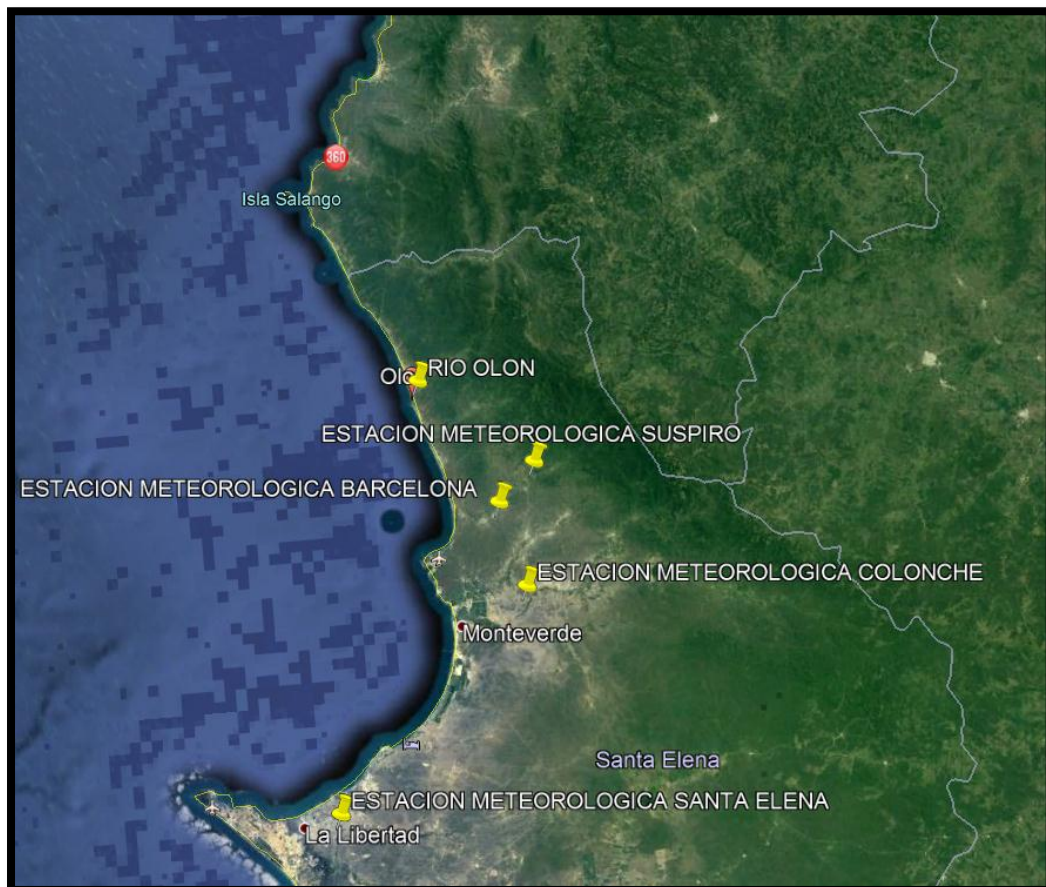 360
Isla Salango
Oló
RIO OLON
ESTACION METEOROLOGICA SUSPIRO
ESTACION METEOROLOGICA BARCELONA
ESTACION METEOROLOGICA COLONCHE
Monteverde
Santa Elena
ESTACION METEOROLOGICA SANTA ELENA
La Libertad